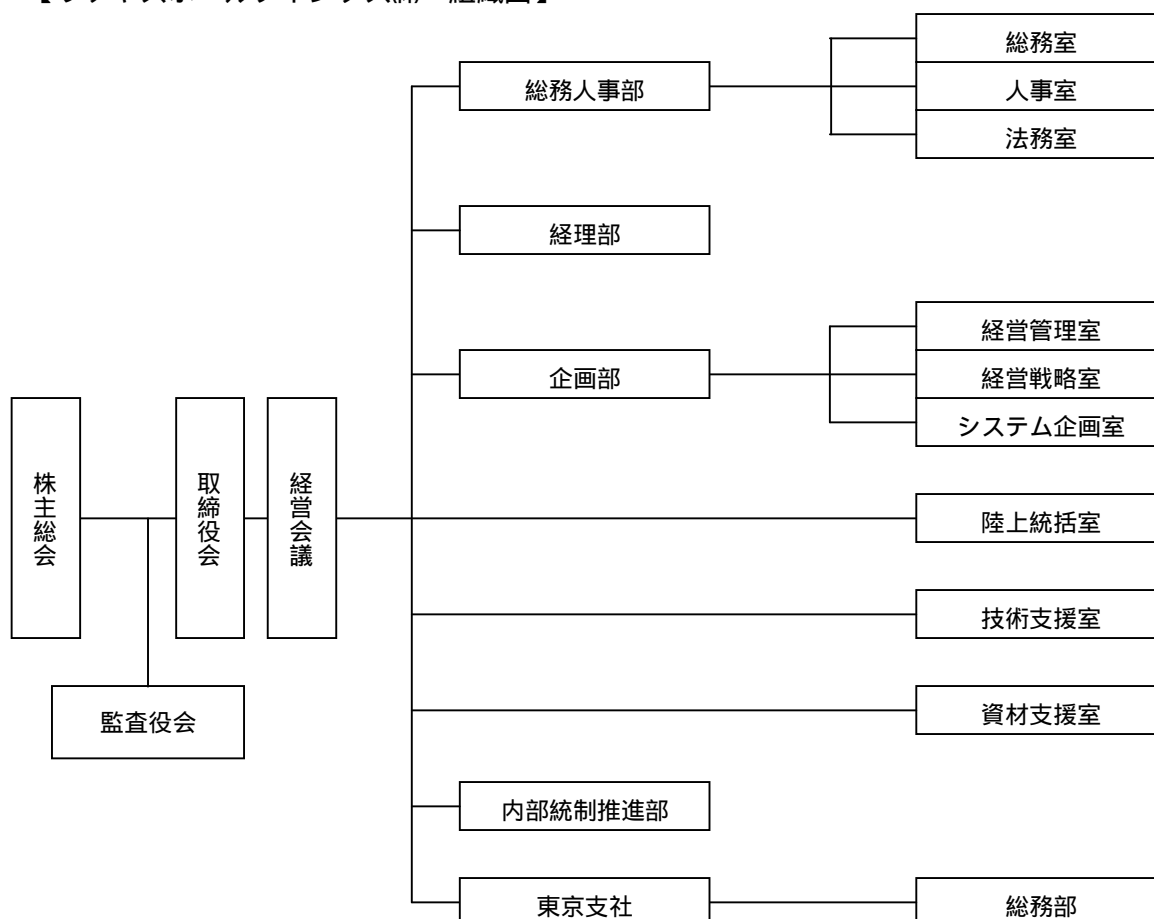 総務室
総務人事部
人事室
法務室
経理部
経営管理室
企画部
経営戦略室
システム企画室
株主総会
取締役会
経営会議
陸上統括室
技術支援室
監査役会
資材支援室
内部統制推進部
東京支社
総務部